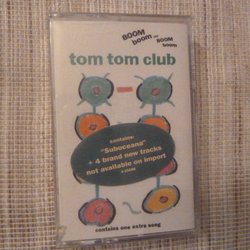 BOOM
boom
BOOM
boom
tom tom club
contains:
"Suboceana"
+ 4 brand new tracks
not available on import
contains one extra song